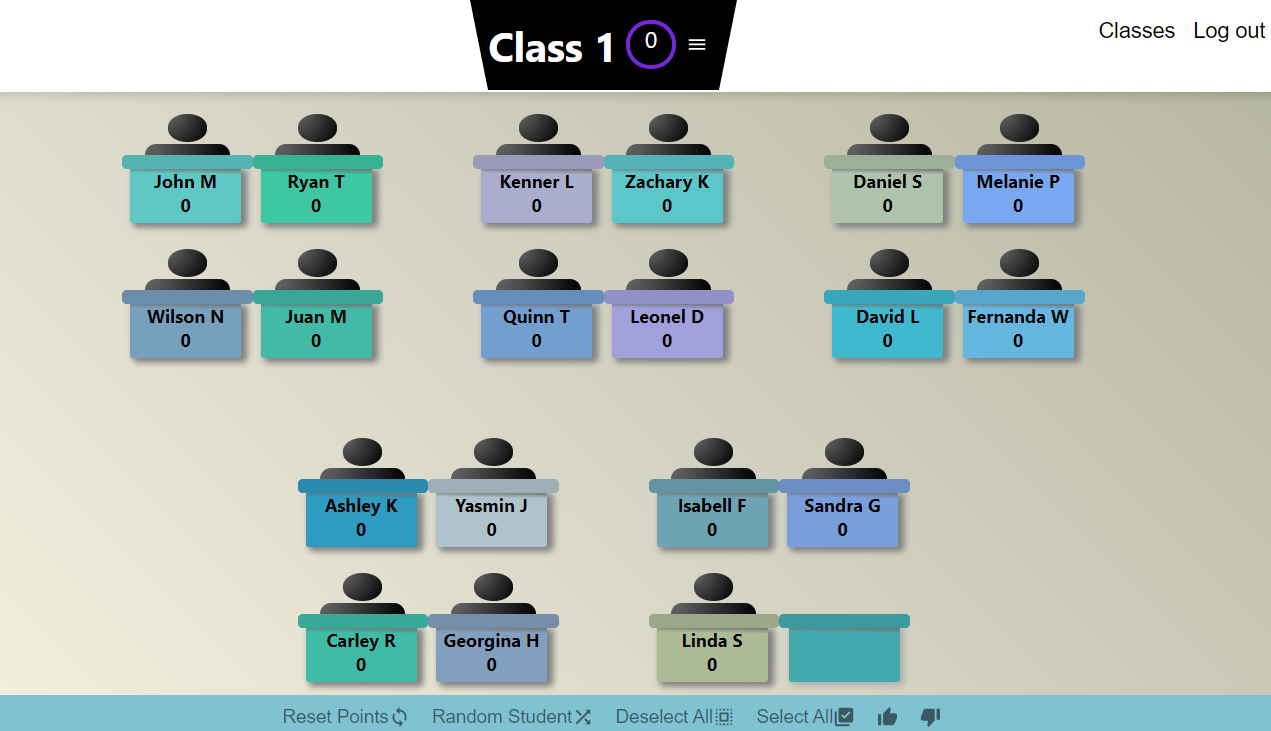 Class 1 0
Classes Log out
John M Ryan T Kenner L Zachary K Daniel S Melanie P
0 0 0 0 0 0
Wilson N Juan M Quinn T Leonel D David L Fernanda W
0 0 0 0 0 0
Ashley K Yasmin J Isabell F Sandra G
0 0 0 0
Carley R Georgina H Linda S
0 0 0
Reset Points Random Student Deselect All Select All